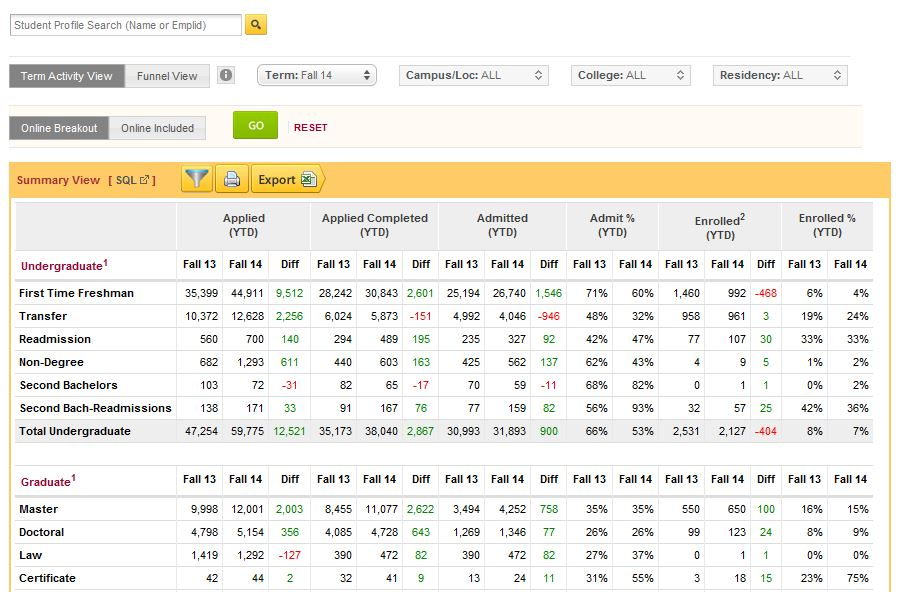 Student Profile Search (Name or Emplid)
Term Activity View Funnel View i Term: Fall 14 Campus/Loc: ALL College: ALL Residency: ALL
Online Breakout Online Included GO RESET
Summary View [ SQL ] Export
Applied Applied Completed Admitted Admit % Enrolled2 Enrolled %
(YTD) (YTD) (YTD) (YTD) (YTD) (YTD)
Undergraduate1 Fall 13 Fall 14 Diff Fall 13 Fall 14 Diff Fall 13 Fall 14 Diff Fall 13 Fall 14 Fall 13 Fall 14 Diff Fall 13 Fall 14
First Time Freshman 35,399 44,911 9,512 28,242 30,843 2,601 25,194 26,740 1,546 71% 60% 1,460 992 -468 6% 4%
Transfer 10,372 12,628 2,256 6,024 5,873 -151 4,992 4,046 -946 48% 32% 958 961 3 19% 24%
Readmission 560 700 140 294 489 195 235 327 92 42% 47% 77 107 30 33% 33%
Non-Degree 682 1,293 611 440 603 163 425 562 137 62% 43% 4 9 5 1% 2%
Second Bachelors 103 72 -31 82 65 -17 70 59 -11 68% 82% 0 1 1 0% 2%
Second Bach-Readmissions 138 171 33 91 167 76 77 159 82 56% 93% 32 57 25 42% 36%
Total Undergraduate 47,254 59,775 12,521 35,173 38,040 2,867 30,993 31,893 900 66% 53% 2,531 2,127 -404 8% 7%
Graduate1 Fall 13 Fall 14 Diff Fall 13 Fall 14 Diff Fall 13 Fall 14 Diff Fall 13 Fall 14 Fall 13 Fall 14 Diff Fall 13 Fall 14
Master 9,998 12,001 2,003 8,455 11,077 2,622 3,494 4,252 758 35% 35% 550 650 100 16% 15%
Doctoral 4,798 5,154 356 4,085 4,728 643 1,269 1,346 77 26% 26% 99 123 24 8% 9%
Law 1,419 1,292 -127 390 472 82 390 472 82 27% 37% 0 1 1 0% 0%
Certificate 42 44 2 32 41 9 13 24 11 31% 55% 3 18 15 23% 75%